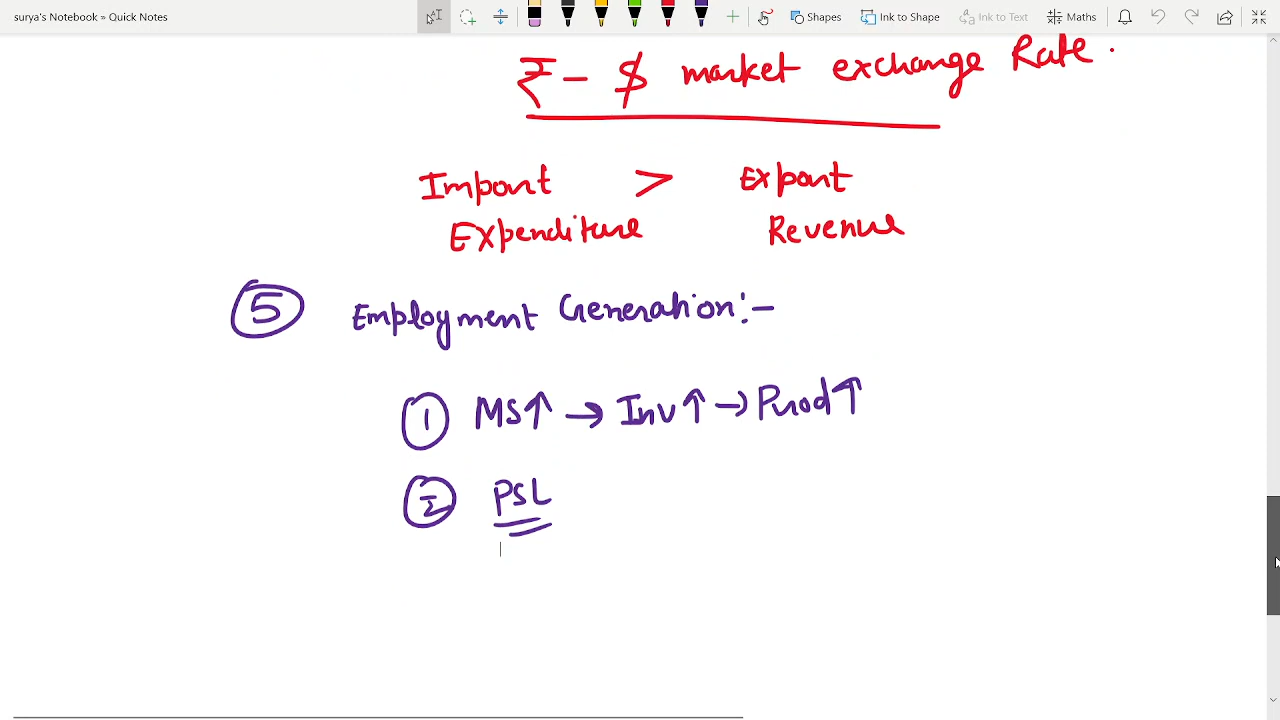 surya's Notebook » Quick Notes
Shapes Ink to Shape Ink to Text Maths
₹ - $ market exchange Rate.
Import > Export
Expenditure Revenue
5 Employment Generation:-
1 MS↑ → Inv↑ → Prod↑
2 PSL